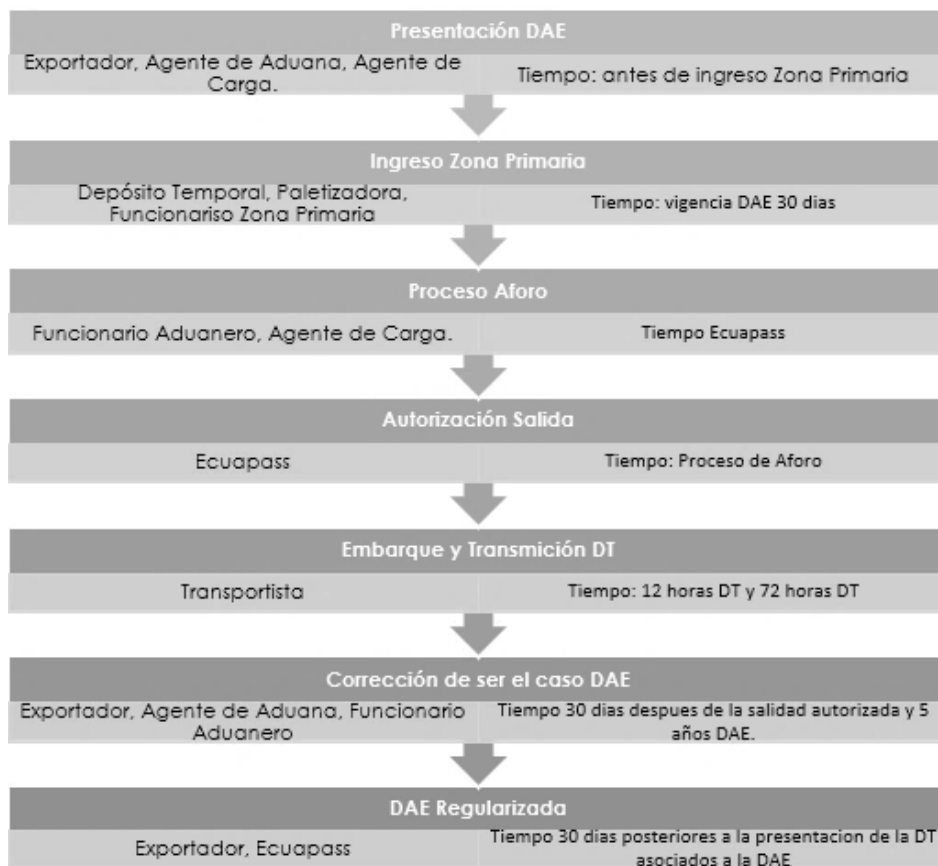 Presentación DAE
Exportador, Agente de Aduana, Agente de
Carga.
Tiempo: antes de ingreso Zona Primaria
Ingreso Zona Primaria
Depósito Temporal, Paletizadora,
Funcionariso Zona Primaria
Tiempo: vigencia DAE 30 dias
Proceso Aforo
Funcionario Aduanero, Agente de Carga.
Tiempo Ecuapass
Autorización Salida
Ecuapass
Tiempo: Proceso de Aforo
Embarque y Transmición DT
Transportista
Tiempo: 12 horas DT y 72 horas DT
Corrección de ser el caso DAE
Exportador, Agente de Aduana, Funcionario
Aduanero
Tiempo 30 dias despues de la salidad autorizada y 5
años DAE.
DAE Regularizada
Exportador, Ecuapass
Tiempo 30 dias posteriores a la presentacion de la DT
asociados a la DAE